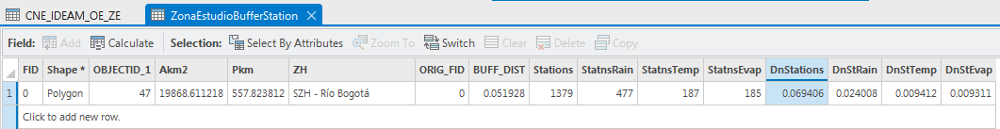 CNE_IDEAM_OE_ZE ZonaEstudioBufferStation
Field: Add Calculate Selection: Select By Attributes Zoom To Switch Clear Delete Copy
FID Shape * OBJECTID_1 Akm2 Pkm ZH ORIG_FID BUFF_DIST Stations StatnsRain StatnsTemp StatnsEvap DnStations DnStRain DnStTemp DnStEvap
1 0 Polygon 47 19868.611218 557.823812 SZH - Río Bogotá 0 0.051928 1379 477 187 185 0.069406 0.024008 0.009412 0.009311
Click to add new row.